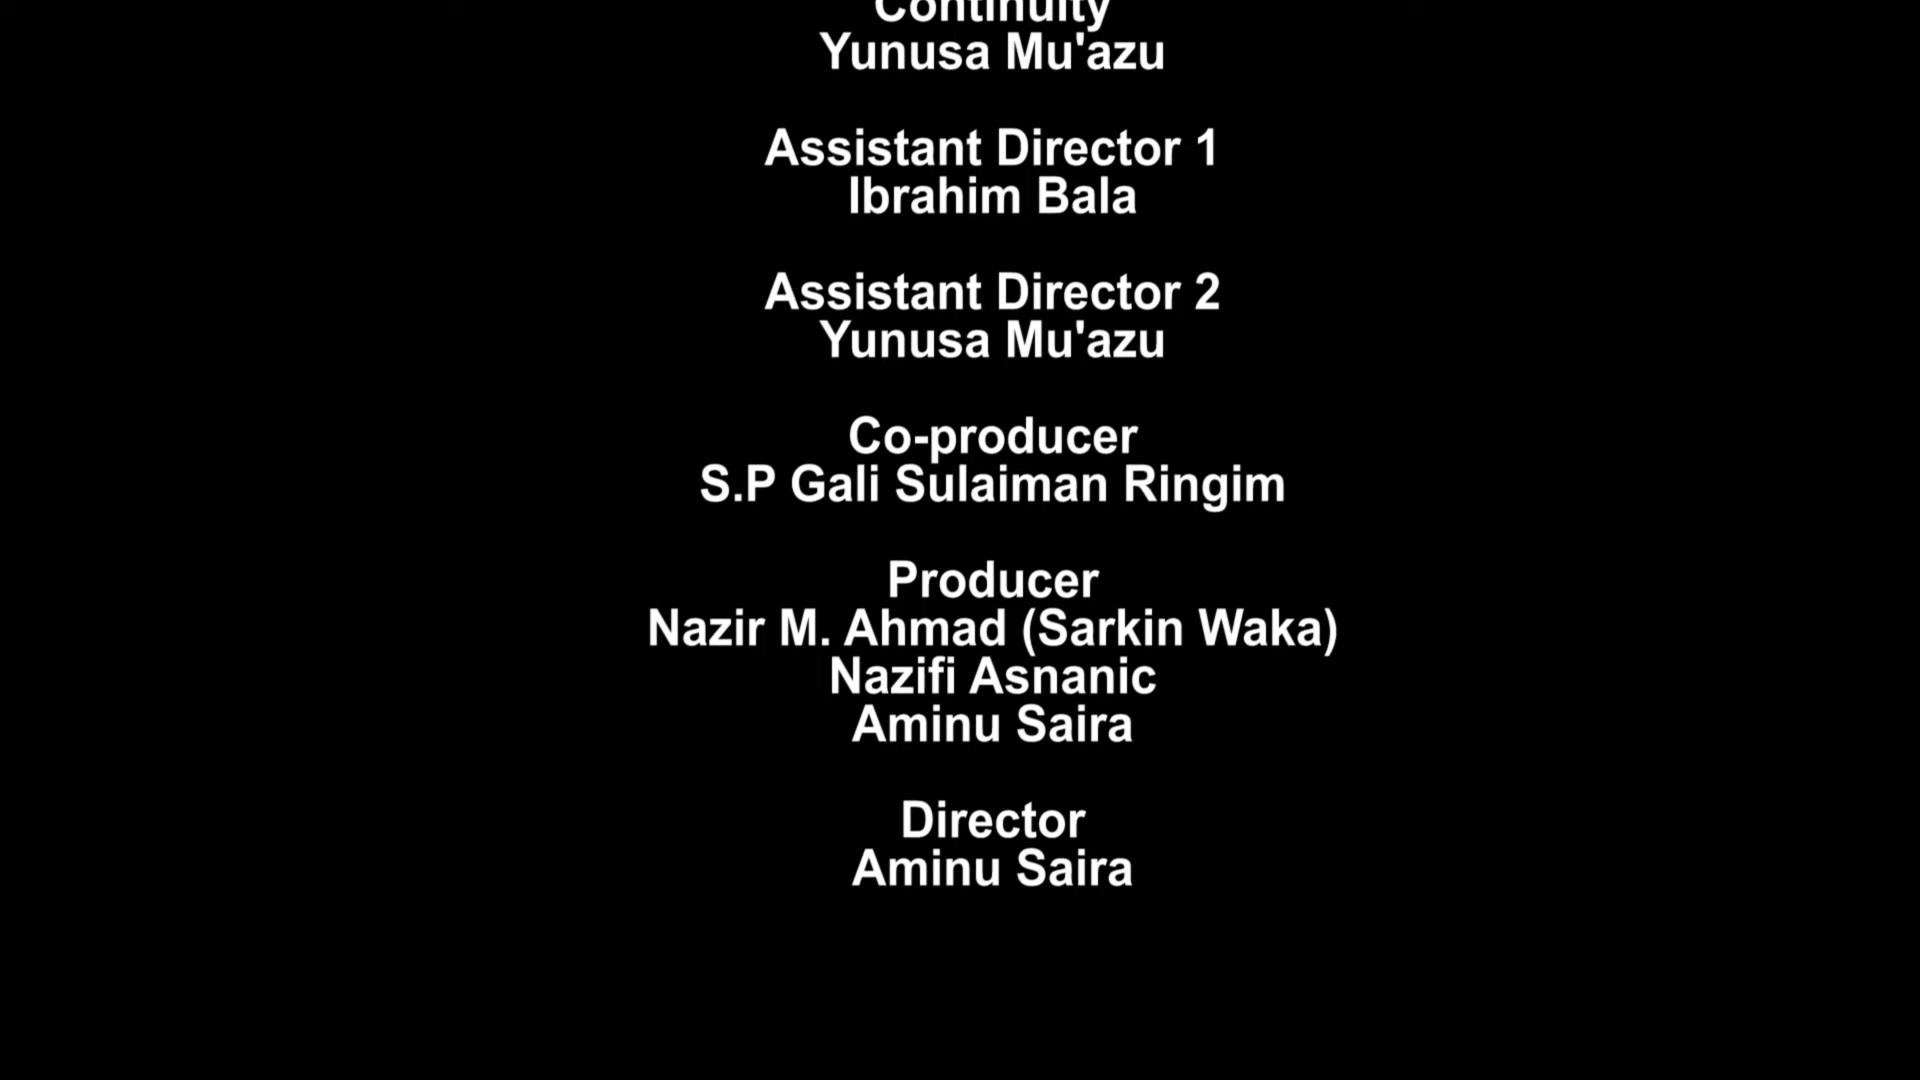 Continuity
Yunusa Mu'azu
Assistant Director 1
Ibrahim Bala
Assistant Director 2
Yunusa Mu'azu
Co-producer
S.P Gali Sulaiman Ringim
Producer
Nazir M. Ahmad (Sarkin Waka)
Nazifi Asnanic
Aminu Saira
Director
Aminu Saira